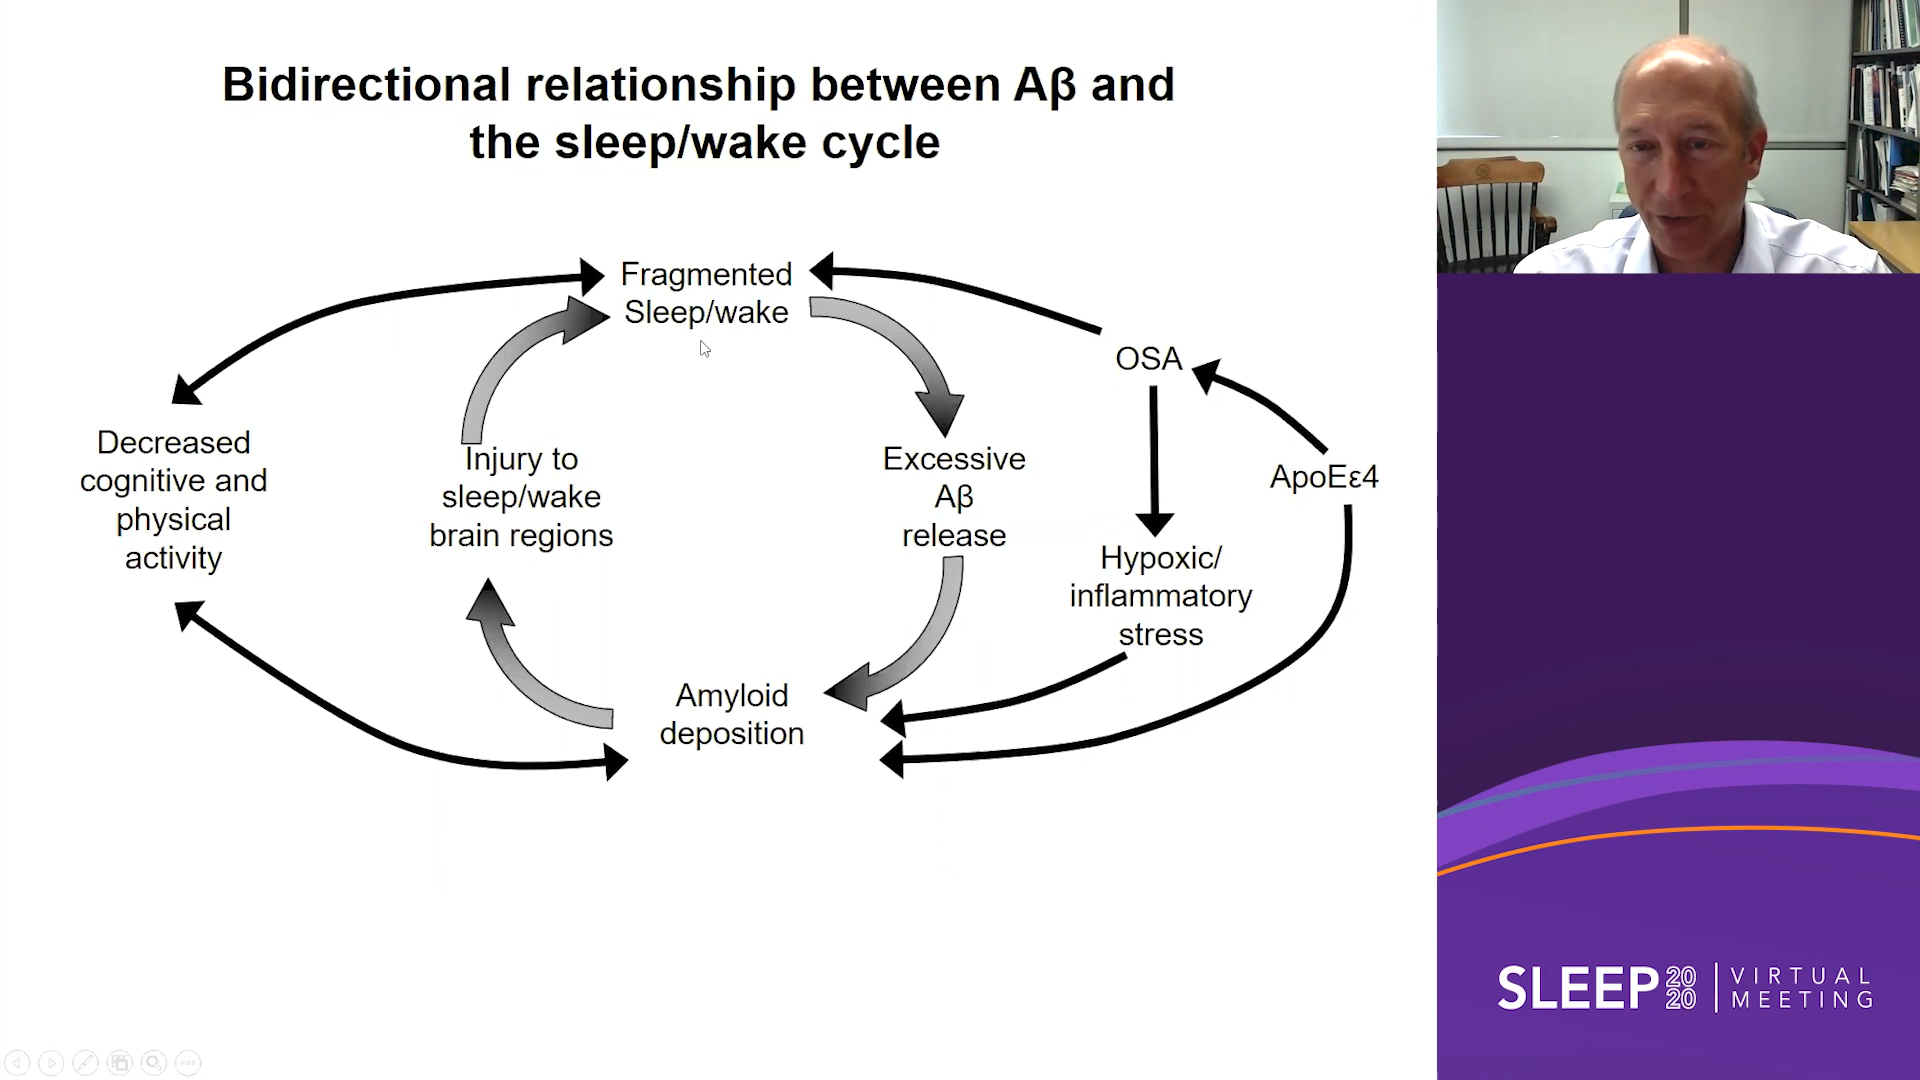 Bidirectional relationship between Aβ and
the sleep/wake cycle
Fragmented
Sleep/wake
OSA
ApoEε4
Decreased
cognitive and
physical
activity
Injury to
sleep/wake
brain regions
Excessive
Aβ
release
Hypoxic/
inflammatory
stress
Amyloid
deposition
SLEEP 2020 | VIRTUAL
MEETING